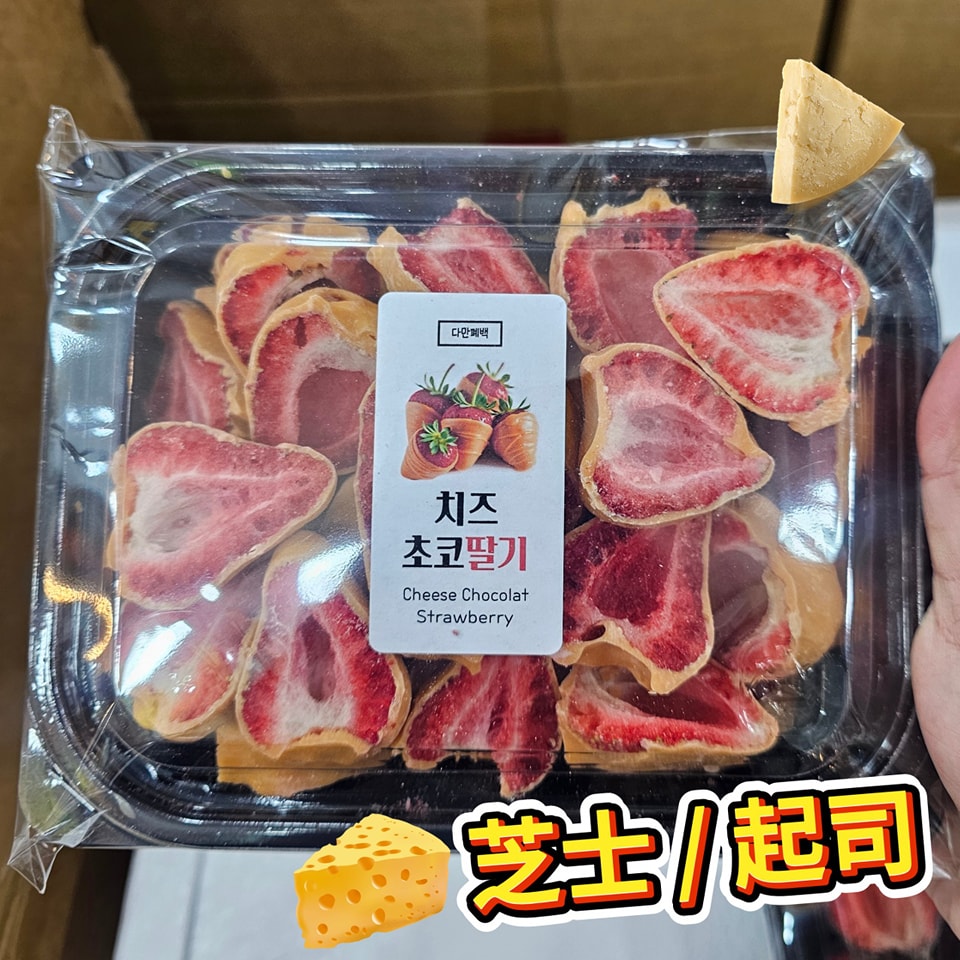 다만폐백
치즈
초코딸기
Cheese Chocolat
Strawberry
芝士 / 起司